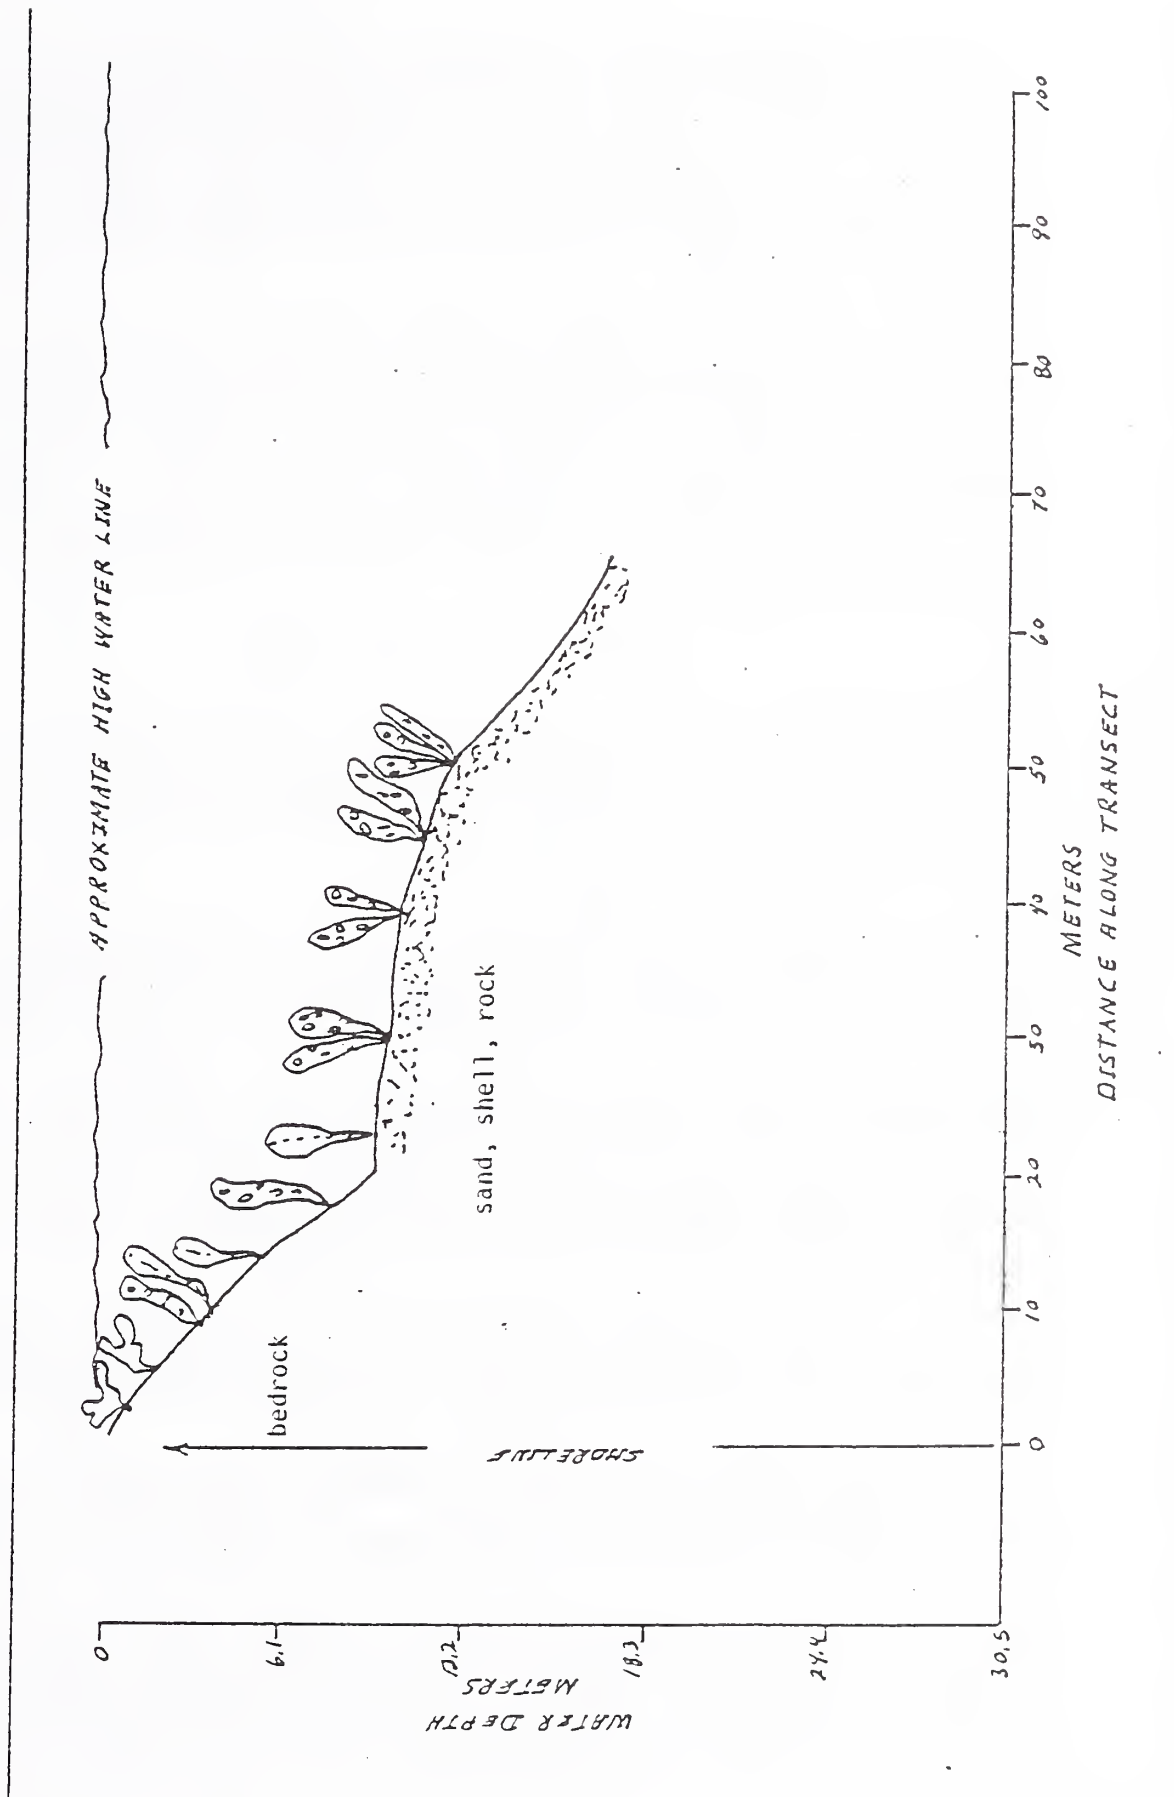 APPROXIMATE HIGH WATER LINE
0
6.1
12.2
18.3
24.4
30.5
WATER DEPTH
METERS
SHORELINE
bedrock
sand, shell, rock
0
10
20
30
40
50
60
70
80
90
100
METERS
DISTANCE ALONG TRANSECT